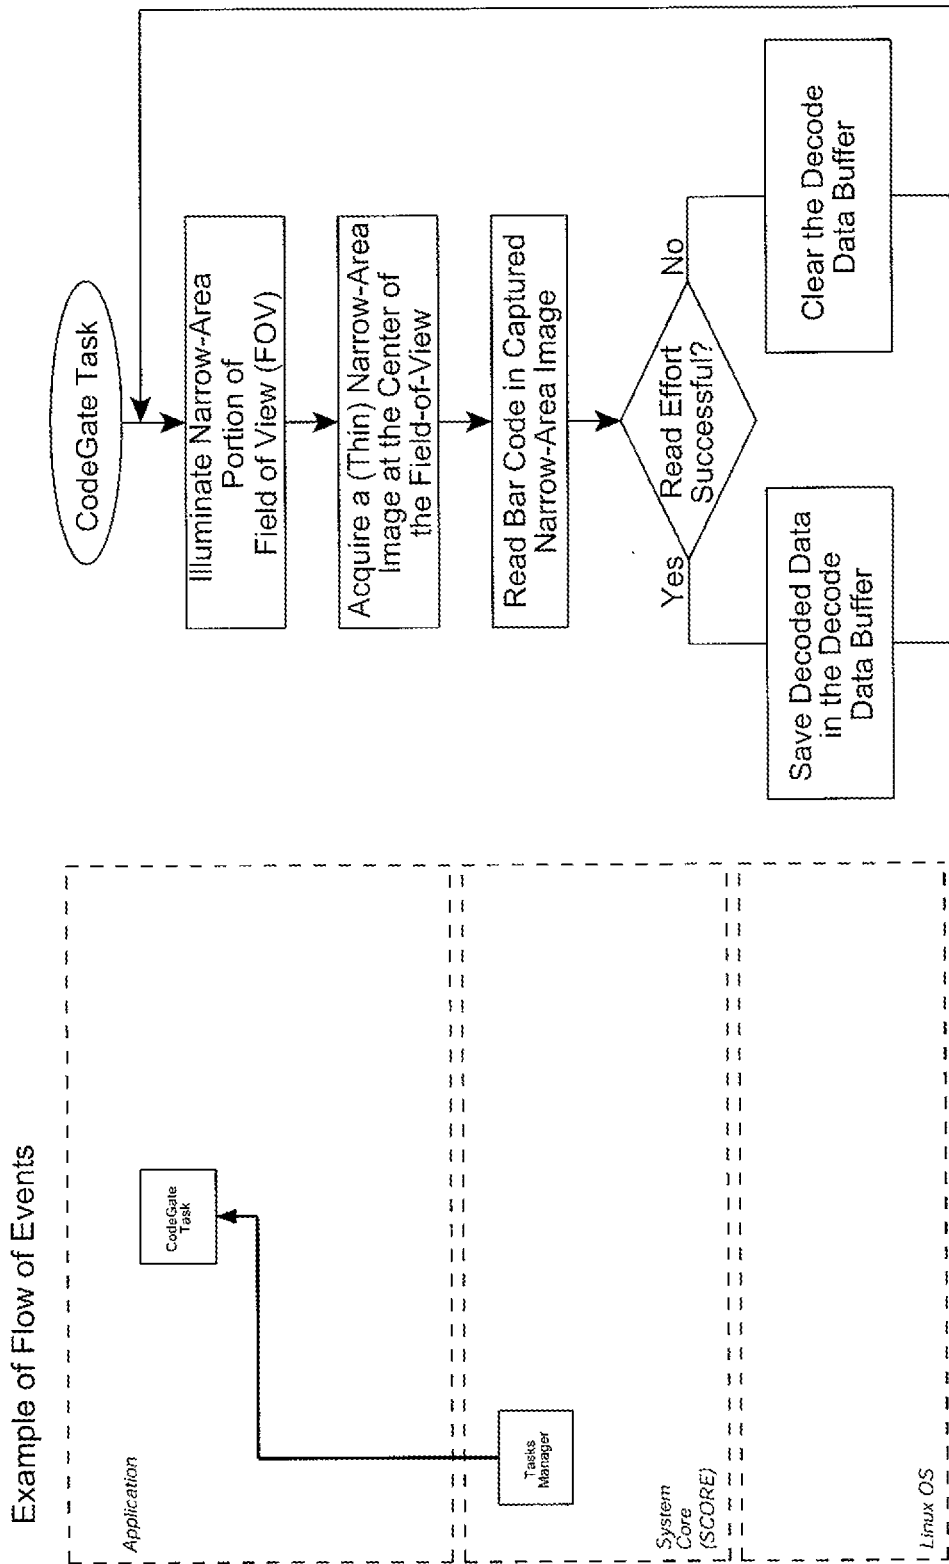 Example of Flow of Events
Application
CodeGate
Task
Tasks
Manager
System
Core
(SCORE)
Linux OS
CodeGate Task
Illuminate Narrow-Area
Portion of
Field of View (FOV)
Acquire a (Thin) Narrow-Area
Image at the Center of
the Field-of-View
Read Bar Code in Captured
Narrow-Area Image
Read Effort
Successful?
Yes
No
Save Decoded Data
in the Decode
Data Buffer
Clear the Decode
Data Buffer